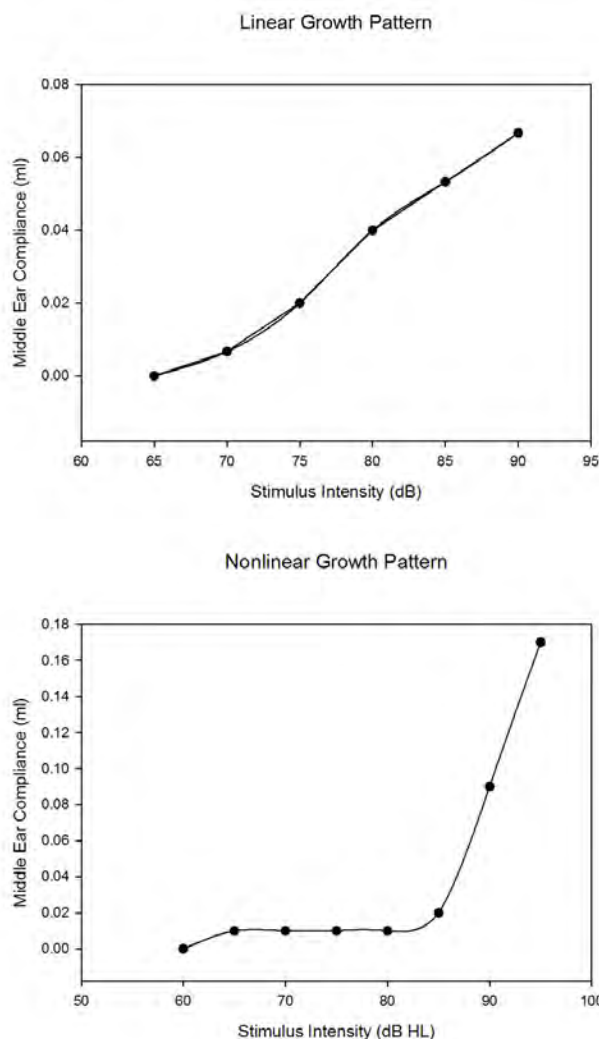 Linear Growth Pattern
0.08
0.06
0.04
0.02
0.00
Middle Ear Compliance (ml)
60 65 70 75 80 85 90 95
Stimulus Intensity (dB)
Nonlinear Growth Pattern
0.18
0.16
0.14
0.12
0.10
0.08
0.06
0.04
0.02
0.00
Middle Ear Compliance (ml)
50 60 70 80 90 100
Stimulus Intensity (dB HL)